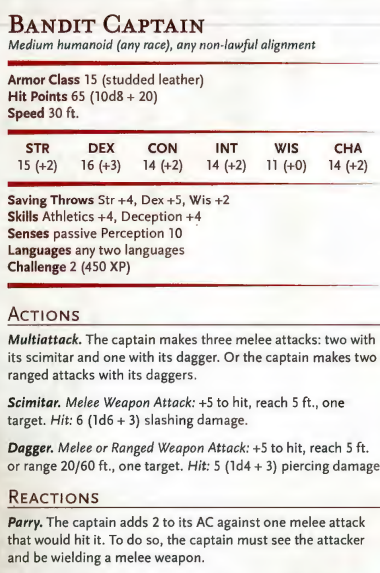 BANDIT CAPTAIN
Medium humanoid (any race), any non-lawful alignment
Armor Class 15 (studded leather)
Hit Points 65 (10d8 + 20)
Speed 30 ft.
STR DEX CON INT WIS CHA
15 (+2) 16 (+3) 14 (+2) 14 (+2) 11 (+0) 14 (+2)
Saving Throws Str +4, Dex +5, Wis +2
Skills Athletics +4, Deception +4
Senses passive Perception 10
Languages any two languages
Challenge 2 (450 XP)
ACTIONS
Multiattack. The captain makes three melee attacks: two with
its scimitar and one with its dagger. Or the captain makes two
ranged attacks with its daggers.
Scimitar. Melee Weapon Attack: +5 to hit, reach 5 ft., one
target. Hit: 6 (1d6 + 3) slashing damage.
Dagger. Melee or Ranged Weapon Attack: +5 to hit, reach 5 ft.
or range 20/60 ft., one target. Hit: 5 (1d4 + 3) piercing damage
REACTIONS
Parry. The captain adds 2 to its AC against one melee attack
that would hit it. To do so, the captain must see the attacker
and be wielding a melee weapon.